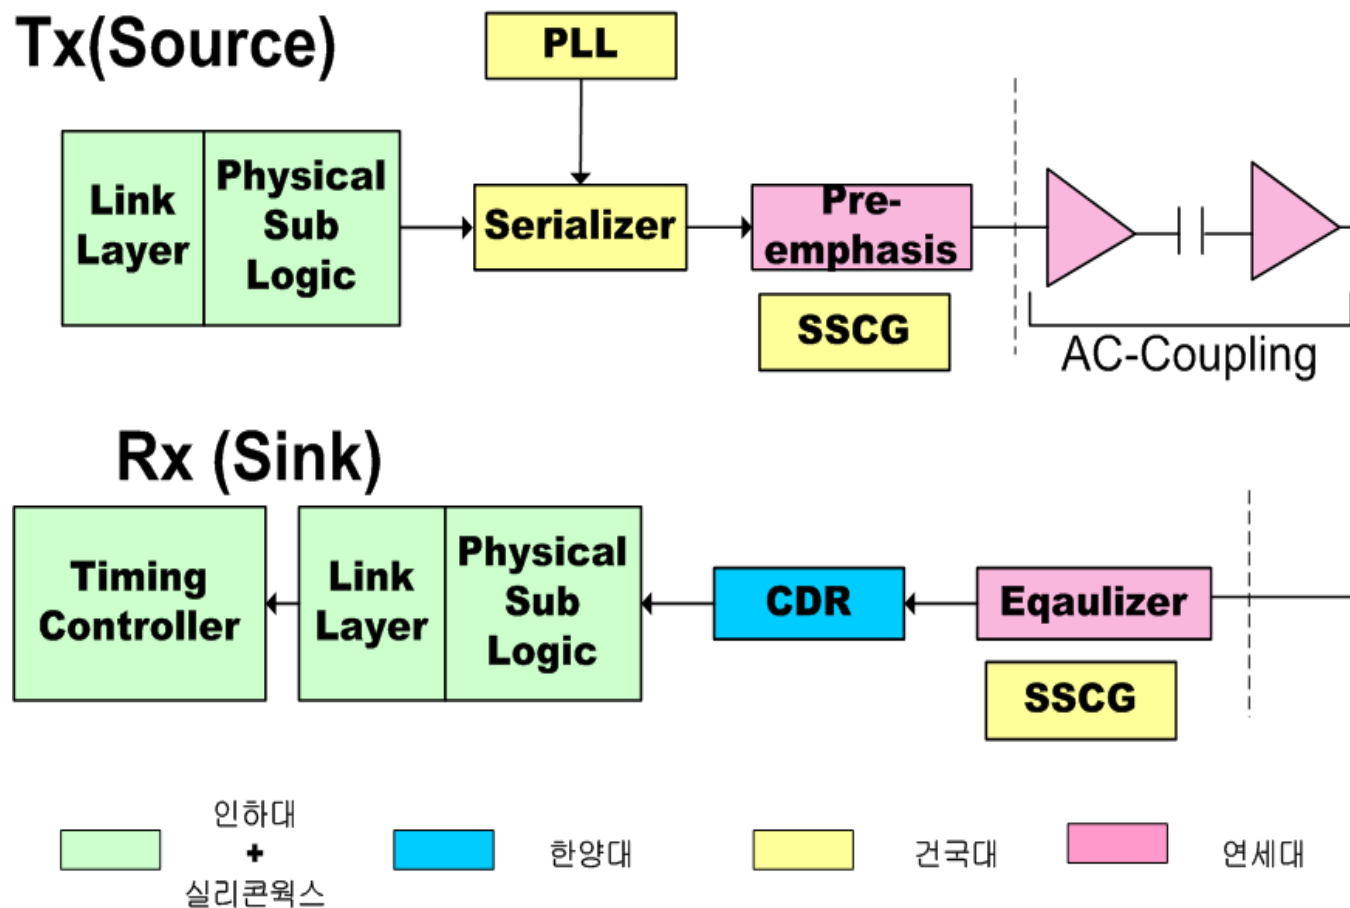 Tx(Source)
PLL
Link
Layer
Physical
Sub
Logic
Serializer
Pre-
emphasis
SSCG
AC-Coupling
Rx (Sink)
Timing
Controller
Link
Layer
Physical
Sub
Logic
CDR
Eqaulizer
SSCG
인하대
+
실리콘웍스
한양대
건국대
연세대